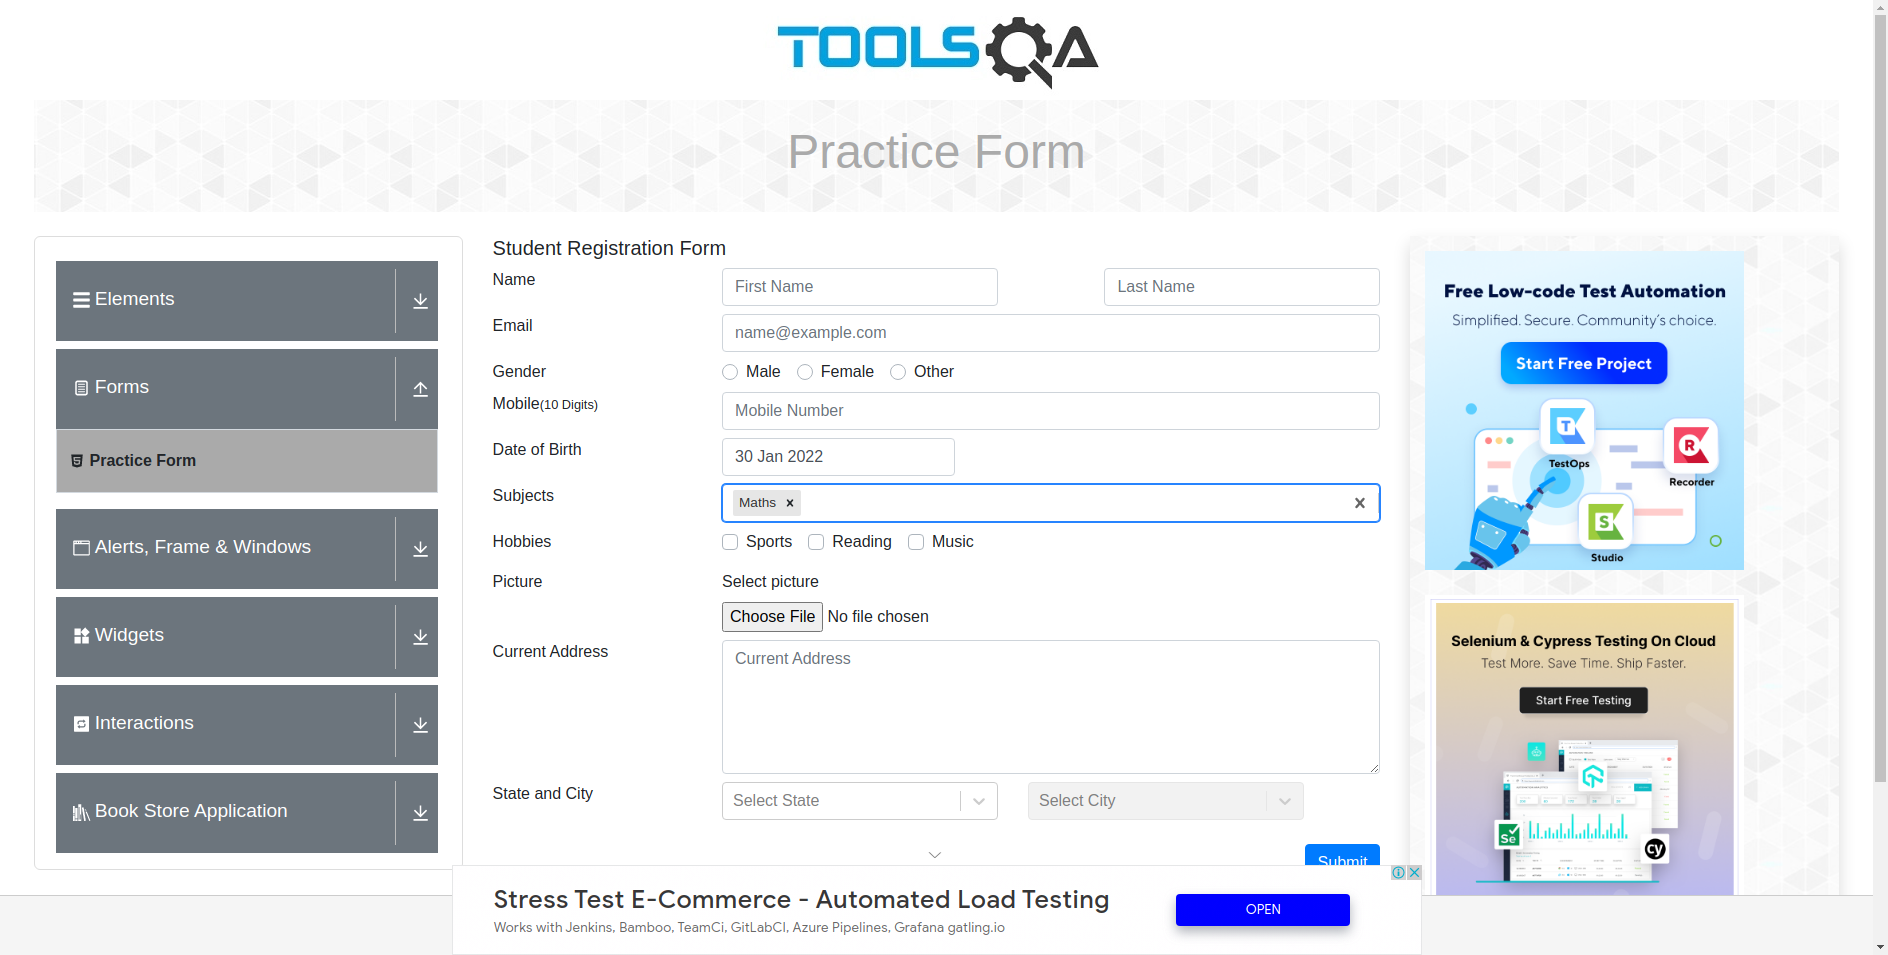 TOOLSQA
Practice Form
Elements
Forms
Practice Form
Alerts, Frame & Windows
Widgets
Interactions
Book Store Application
Student Registration Form
Name
First Name
Last Name
Email
name@example.com
Gender
Male
Female
Other
Mobile(10 Digits)
Mobile Number
Date of Birth
30 Jan 2022
Subjects
Maths
Hobbies
Sports
Reading
Music
Picture
Select picture
Choose File No file chosen
Current Address
Current Address
State and City
Select State
Select City
Submit
Free Low-code Test Automation
Simplified. Secure. Community's choice.
Start Free Project
T
TestOps
R
Recorder
S
Studio
Selenium & Cypress Testing On Cloud
Test More. Save Time. Ship Faster.
Start Free Testing
Se
cy
Stress Test E-Commerce - Automated Load Testing
Works with Jenkins, Bamboo, TeamCi, GitLabCI, Azure Pipelines, Grafana gatling.io
OPEN